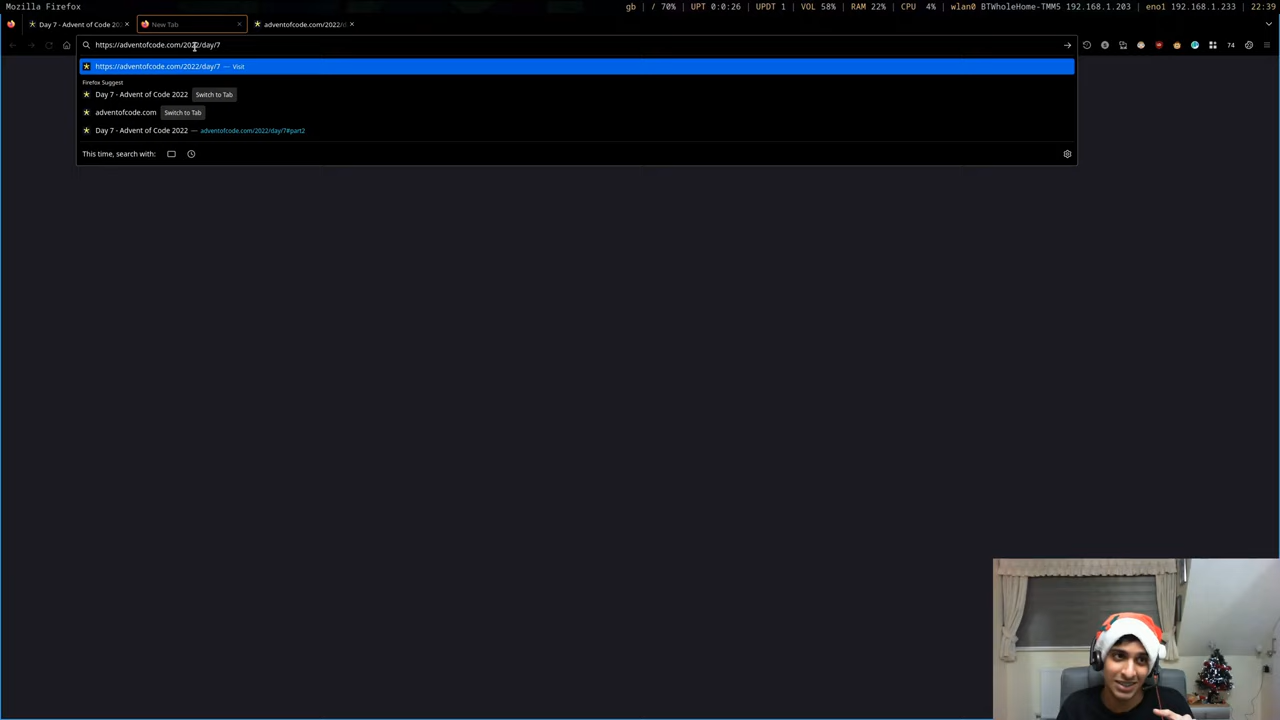 Mozilla Firefox
gb | / 70% | UPT 0:0:26 | UPDT 1 | VOL 58% | RAM 22% | CPU 4% | wlan0 BTWholeHome-TMM5 192.168.1.203 | eno1 192.168.1.233 | 22:39
Day 7 - Advent of Code 20
New Tab
adventofcode.com/2022/
https://adventofcode.com/2022/day/7
74
https://adventofcode.com/2022/day/7 — Visit
Firefox Suggest
Day 7 - Advent of Code 2022 Switch to Tab
adventofcode.com Switch to Tab
Day 7 - Advent of Code 2022 — adventofcode.com/2022/day/7#part2
This time, search with: